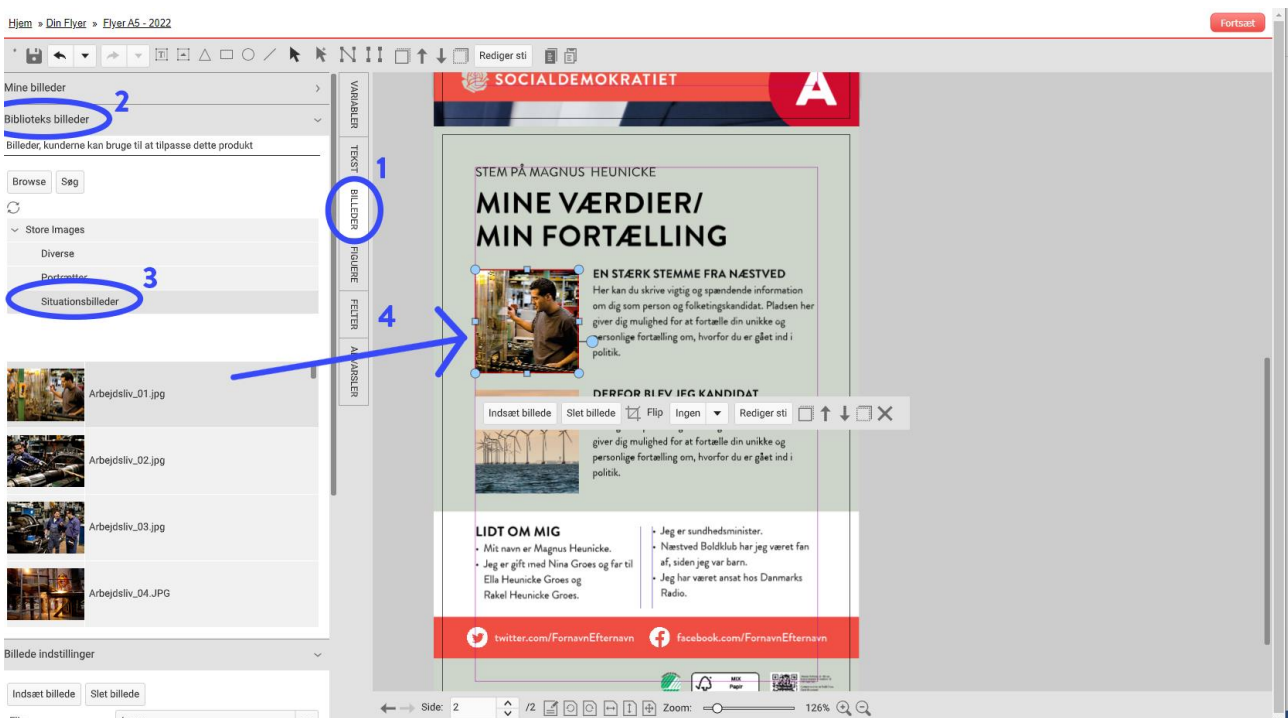 Hjem » Din Flyer » Flyer A5 - 2022
Fortsæt
Rediger sti
Mine billeder
2
Biblioteks billeder
Billeder, kunderne kan bruge til at tilpasse dette produkt
Browse Søg
Store Images
Diverse
Portrætter
3
Situationsbilleder
Arbejdsliv_01.jpg
Arbejdsliv_02.jpg
Arbejdsliv_03.jpg
Arbejdsliv_04.JPG
Billede indstillinger
Indsæt billede Slet billede
VARIABLER
TEKST
1
BILLEDER
FIGUERE
FELTER
4
ADVARSLER
SOCIALDEMOKRATIET
A
STEM PÅ MAGNUS HEUNICKE
MINE VÆRDIER/
MIN FORTÆLLING
EN STÆRK STEMME FRA NÆSTVED
Her kan du skrive vigtig og spændende information
om dig som person og folketingskandidat. Pladsen her
giver dig mulighed for at fortælle din unikke og
personlige fortælling om, hvorfor du er gået ind i
politik.
DERFOR BLEV JEG KANDIDAT
Indsæt billede Slet billede Flip Ingen Rediger sti
giver dig mulighed for at fortælle din unikke og
personlige fortælling om, hvorfor du er gået ind i
politik.
LIDT OM MIG
• Mit navn er Magnus Heunicke.
• Jeg er gift med Nina Groes og far til
Ella Heunicke Groes og
Rakel Heunicke Groes.
• Jeg er sundhedsminister.
• Næstved Boldklub har jeg været fan
af, siden jeg var barn.
• Jeg har været ansat hos Danmarks
Radio.
twitter.com/FornavnEfternavn facebook.com/FornavnEfternavn
MIX
Papir
Side: 2 /2 Zoom: 126%